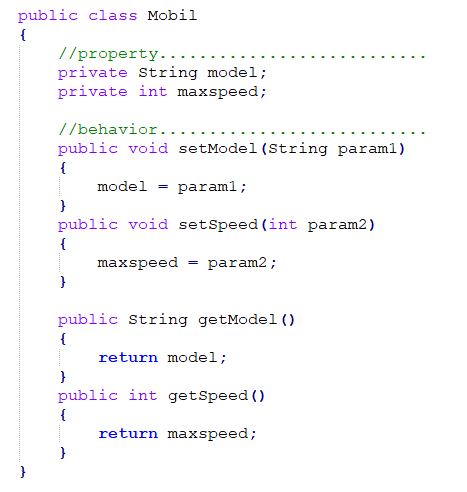 public class Mobil
{
//property...........................
private String model;
private int maxspeed;
//behavior...........................
public void setModel(String param1)
{
model = param1;
}
public void setSpeed(int param2)
{
maxspeed = param2;
}
public String getModel()
{
return model;
}
public int getSpeed()
{
return maxspeed;
}
}